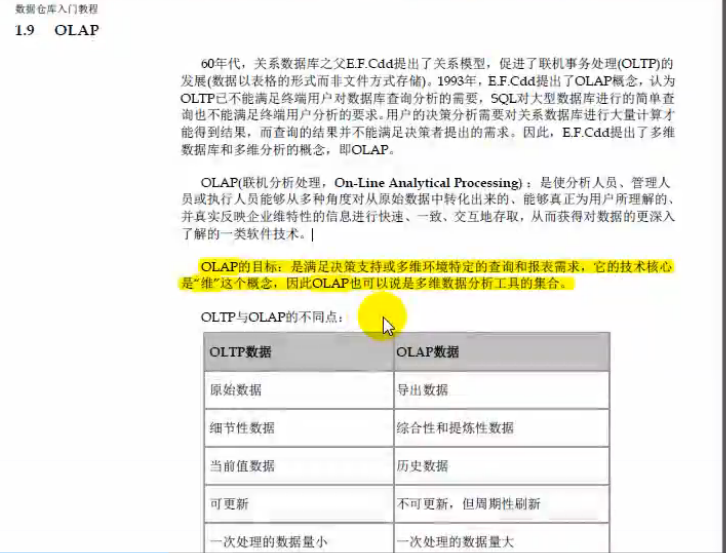 数据仓库入门教程
1.9 OLAP
60年代，关系数据库之父E.F.Cdd提出了关系模型，促进了联机事务处理(OLTP)的
发展(数据以表格的形式而非文件方式存储)。1993年，E.F.Cdd提出了OLAP概念，认为
OLTP已不能满足终端用户对数据库查询分析的需要，SQL对大型数据库进行的简单查
询也不能满足终端用户分析的要求。用户的决策分析需要对关系数据库进行大量计算才
能得到结果，而查询的结果并不能满足决策者提出的需求。因此，E.F.Cdd提出了多维
数据库和多维分析的概念，即OLAP。
OLAP(联机分析处理，On-Line Analytical Processing)：是使分析人员、管理人
员或执行人员能够从多种角度对从原始数据中转化出来的、能够真正为用户所理解的、
并真实反映企业维特性的信息进行快速、一致、交互地存取，从而获得对数据的更深入
了解的一类软件技术。
OLAP的目标：是满足决策支持或多维环境特定的查询和报表需求，它的技术核心
是“维”这个概念，因此OLAP也可以说是多维数据分析工具的集合。
OLTP与OLAP的不同点：
OLTP数据 OLAP数据
原始数据 导出数据
细节性数据 综合性和提炼性数据
当前值数据 历史数据
可更新 不可更新，但周期性刷新
一次处理的数据量小 一次处理的数据量大